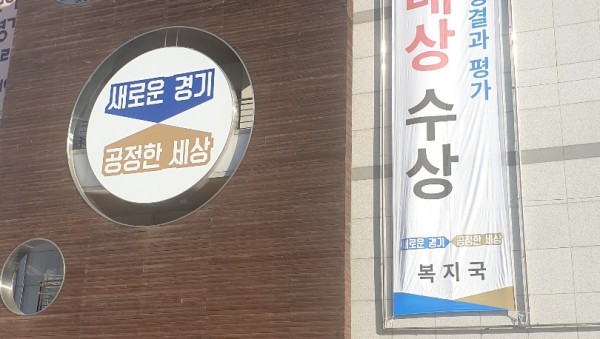 새로운 경기
공정한 세상
대상 수상
결과 평가
새로운 경기 공정한 세상
복지국